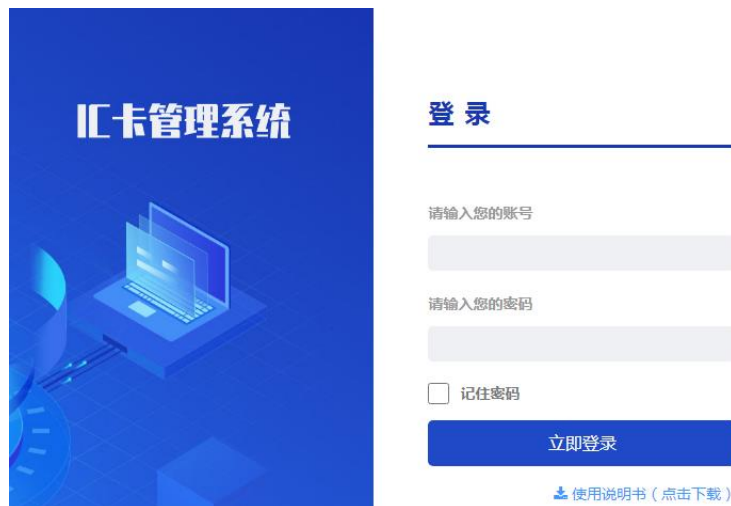 IC卡管理系统
登录
请输入您的账号
请输入您的密码
记住密码
立即登录
使用说明书（点击下载）